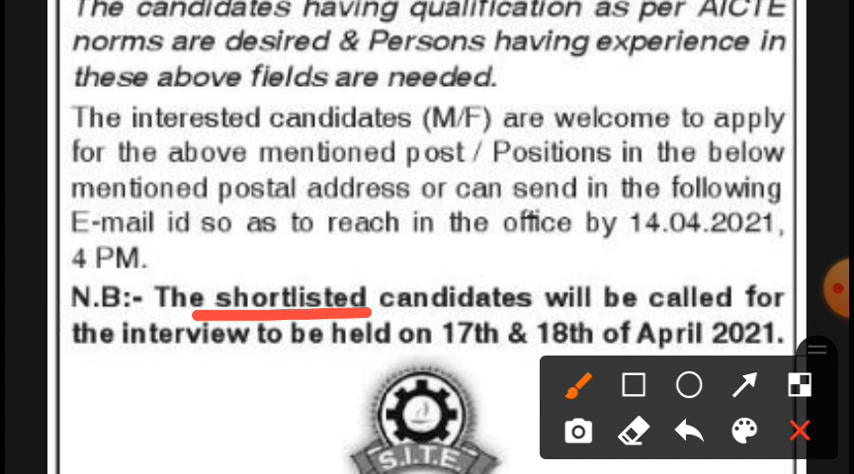 The candidates having qualification as per AICTE
norms are desired & Persons having experience in
these above fields are needed.
The interested candidates (M/F) are welcome to apply
for the above mentioned post / Positions in the below
mentioned postal address or can send in the following
E-mail id so as to reach in the office by 14.04.2021,
4 PM.
N.B:- The shortlisted candidates will be called for
the interview to be held on 17th & 18th of April 2021.
S.I.T.E